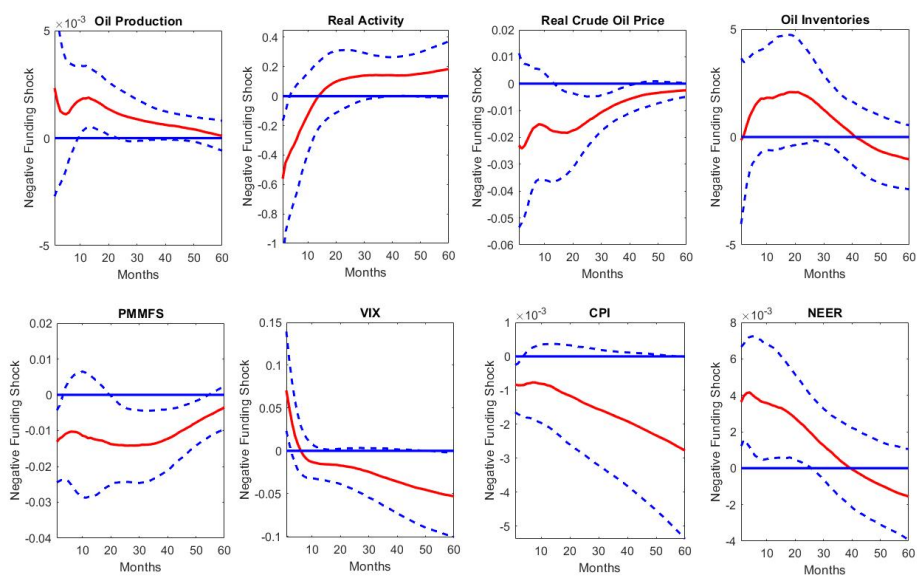 Oil Production
×10⁻³
5
0
-5
Negative Funding Shock
10 20 30 40 50 60
Months
Real Activity
0.4
0.2
0
-0.2
-0.4
-0.6
-0.8
-1
Negative Funding Shock
10 20 30 40 50 60
Months
Real Crude Oil Price
0.02
0.01
0
-0.01
-0.02
-0.03
-0.04
-0.05
-0.06
Negative Funding Shock
10 20 30 40 50 60
Months
Oil Inventories
5
0
-5
Negative Funding Shock
10 20 30 40 50 60
Months
PMMFS
0.02
0.01
0
-0.01
-0.02
-0.03
-0.04
Negative Funding Shock
10 20 30 40 50 60
Months
VIX
0.15
0.1
0.05
0
-0.05
-0.1
Negative Funding Shock
10 20 30 40 50 60
Months
CPI
×10⁻³
1
0
-1
-2
-3
-4
-5
Negative Funding Shock
10 20 30 40 50 60
Months
NEER
×10⁻³
8
6
4
2
0
-2
-4
Negative Funding Shock
10 20 30 40 50 60
Months